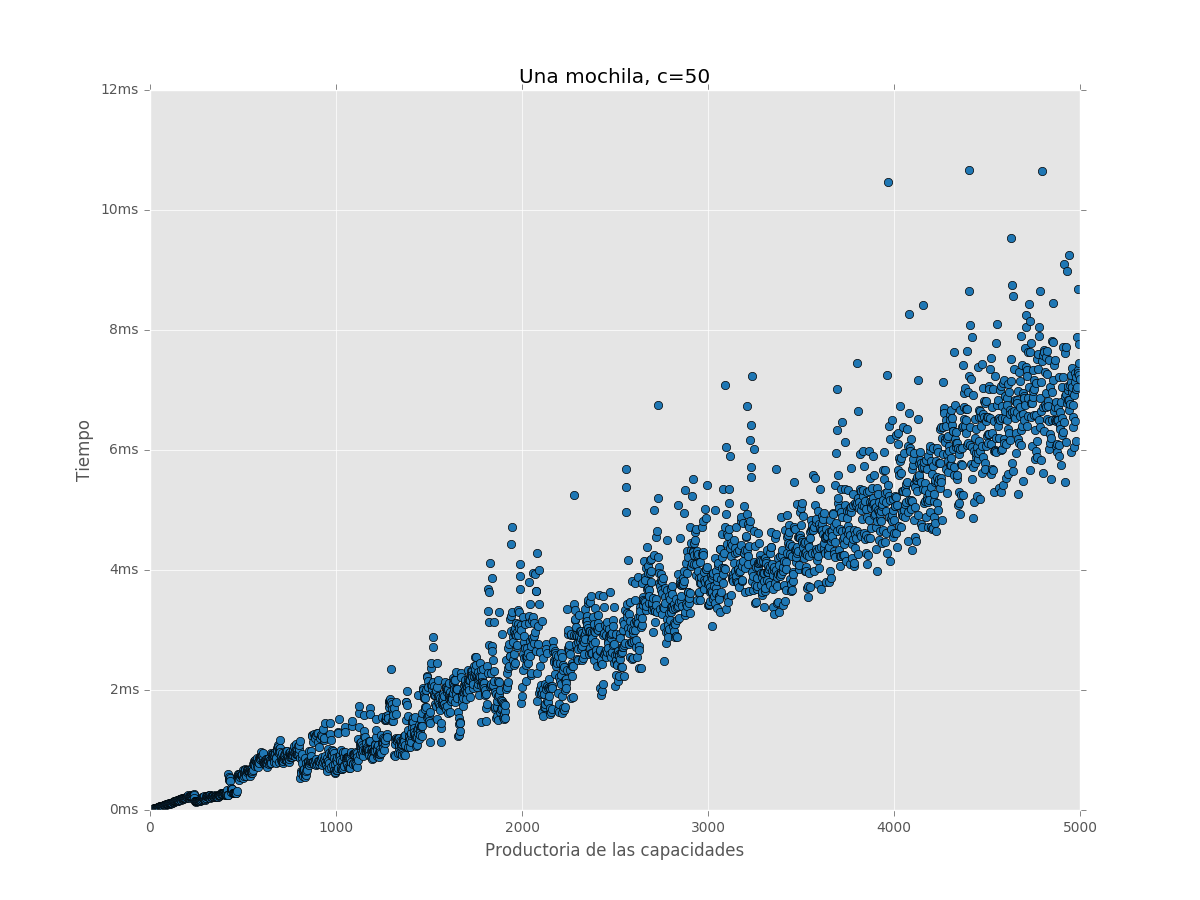 Una mochila, c=50
12ms
10ms
8ms
6ms
4ms
2ms
0ms
Tiempo
0 1000 2000 3000 4000 5000
Productoria de las capacidades